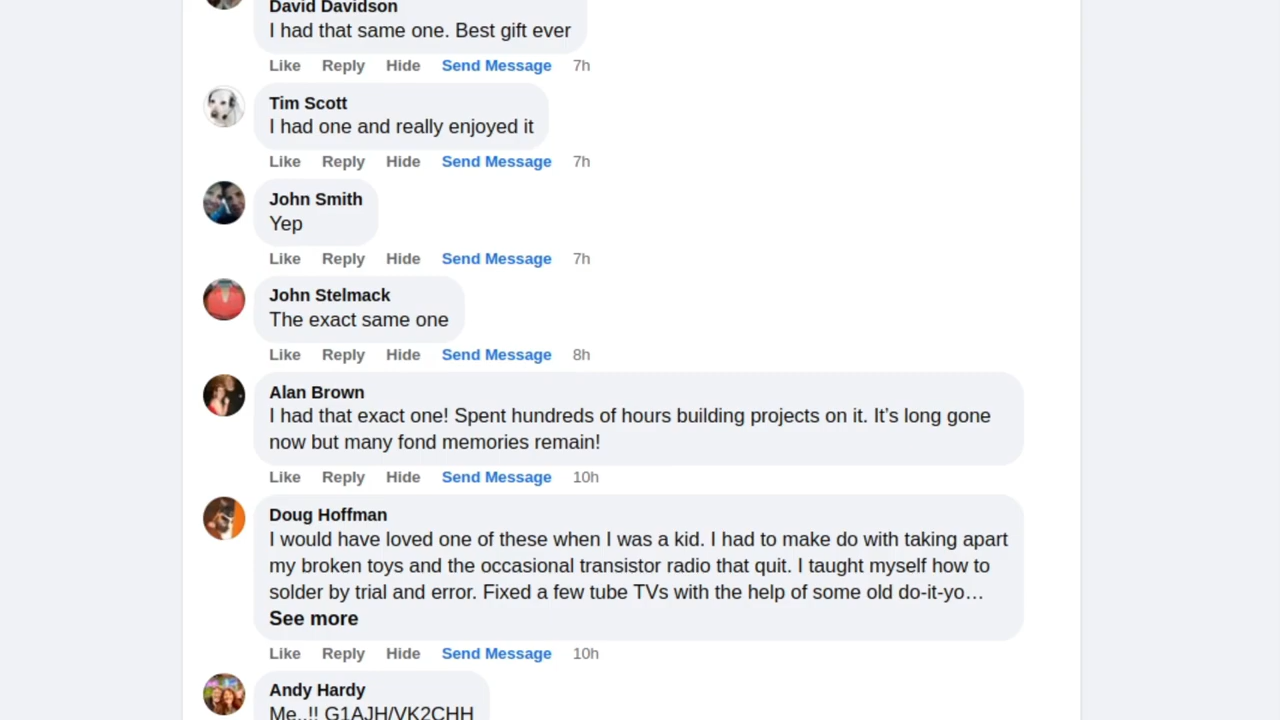 David Davidson
I had that same one. Best gift ever
Like Reply Hide Send Message 7h
Tim Scott
I had one and really enjoyed it
Like Reply Hide Send Message 7h
John Smith
Yep
Like Reply Hide Send Message 7h
John Stelmack
The exact same one
Like Reply Hide Send Message 8h
Alan Brown
I had that exact one! Spent hundreds of hours building projects on it. It’s long gone
now but many fond memories remain!
Like Reply Hide Send Message 10h
Doug Hoffman
I would have loved one of these when I was a kid. I had to make do with taking apart
my broken toys and the occasional transistor radio that quit. I taught myself how to
solder by trial and error. Fixed a few tube TVs with the help of some old do-it-yo…
See more
Like Reply Hide Send Message 10h
Andy Hardy
Me..!! G1AJH/VK2CHH